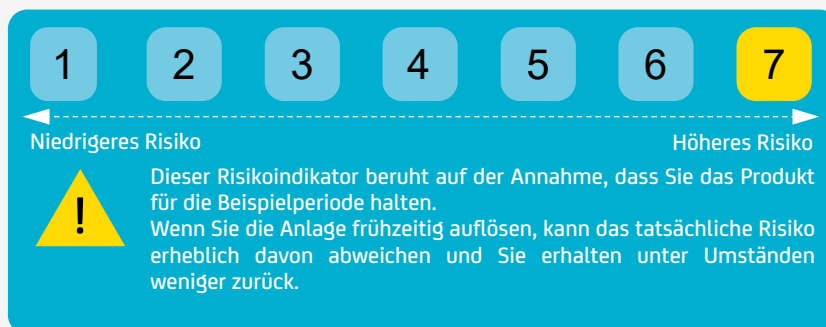 1 2 3 4 5 6 7
Niedrigeres Risiko Höheres Risiko
! Dieser Risikoindikator beruht auf der Annahme, dass Sie das Produkt
für die Beispielperiode halten.
Wenn Sie die Anlage frühzeitig auflösen, kann das tatsächliche Risiko
erheblich davon abweichen und Sie erhalten unter Umständen
weniger zurück.